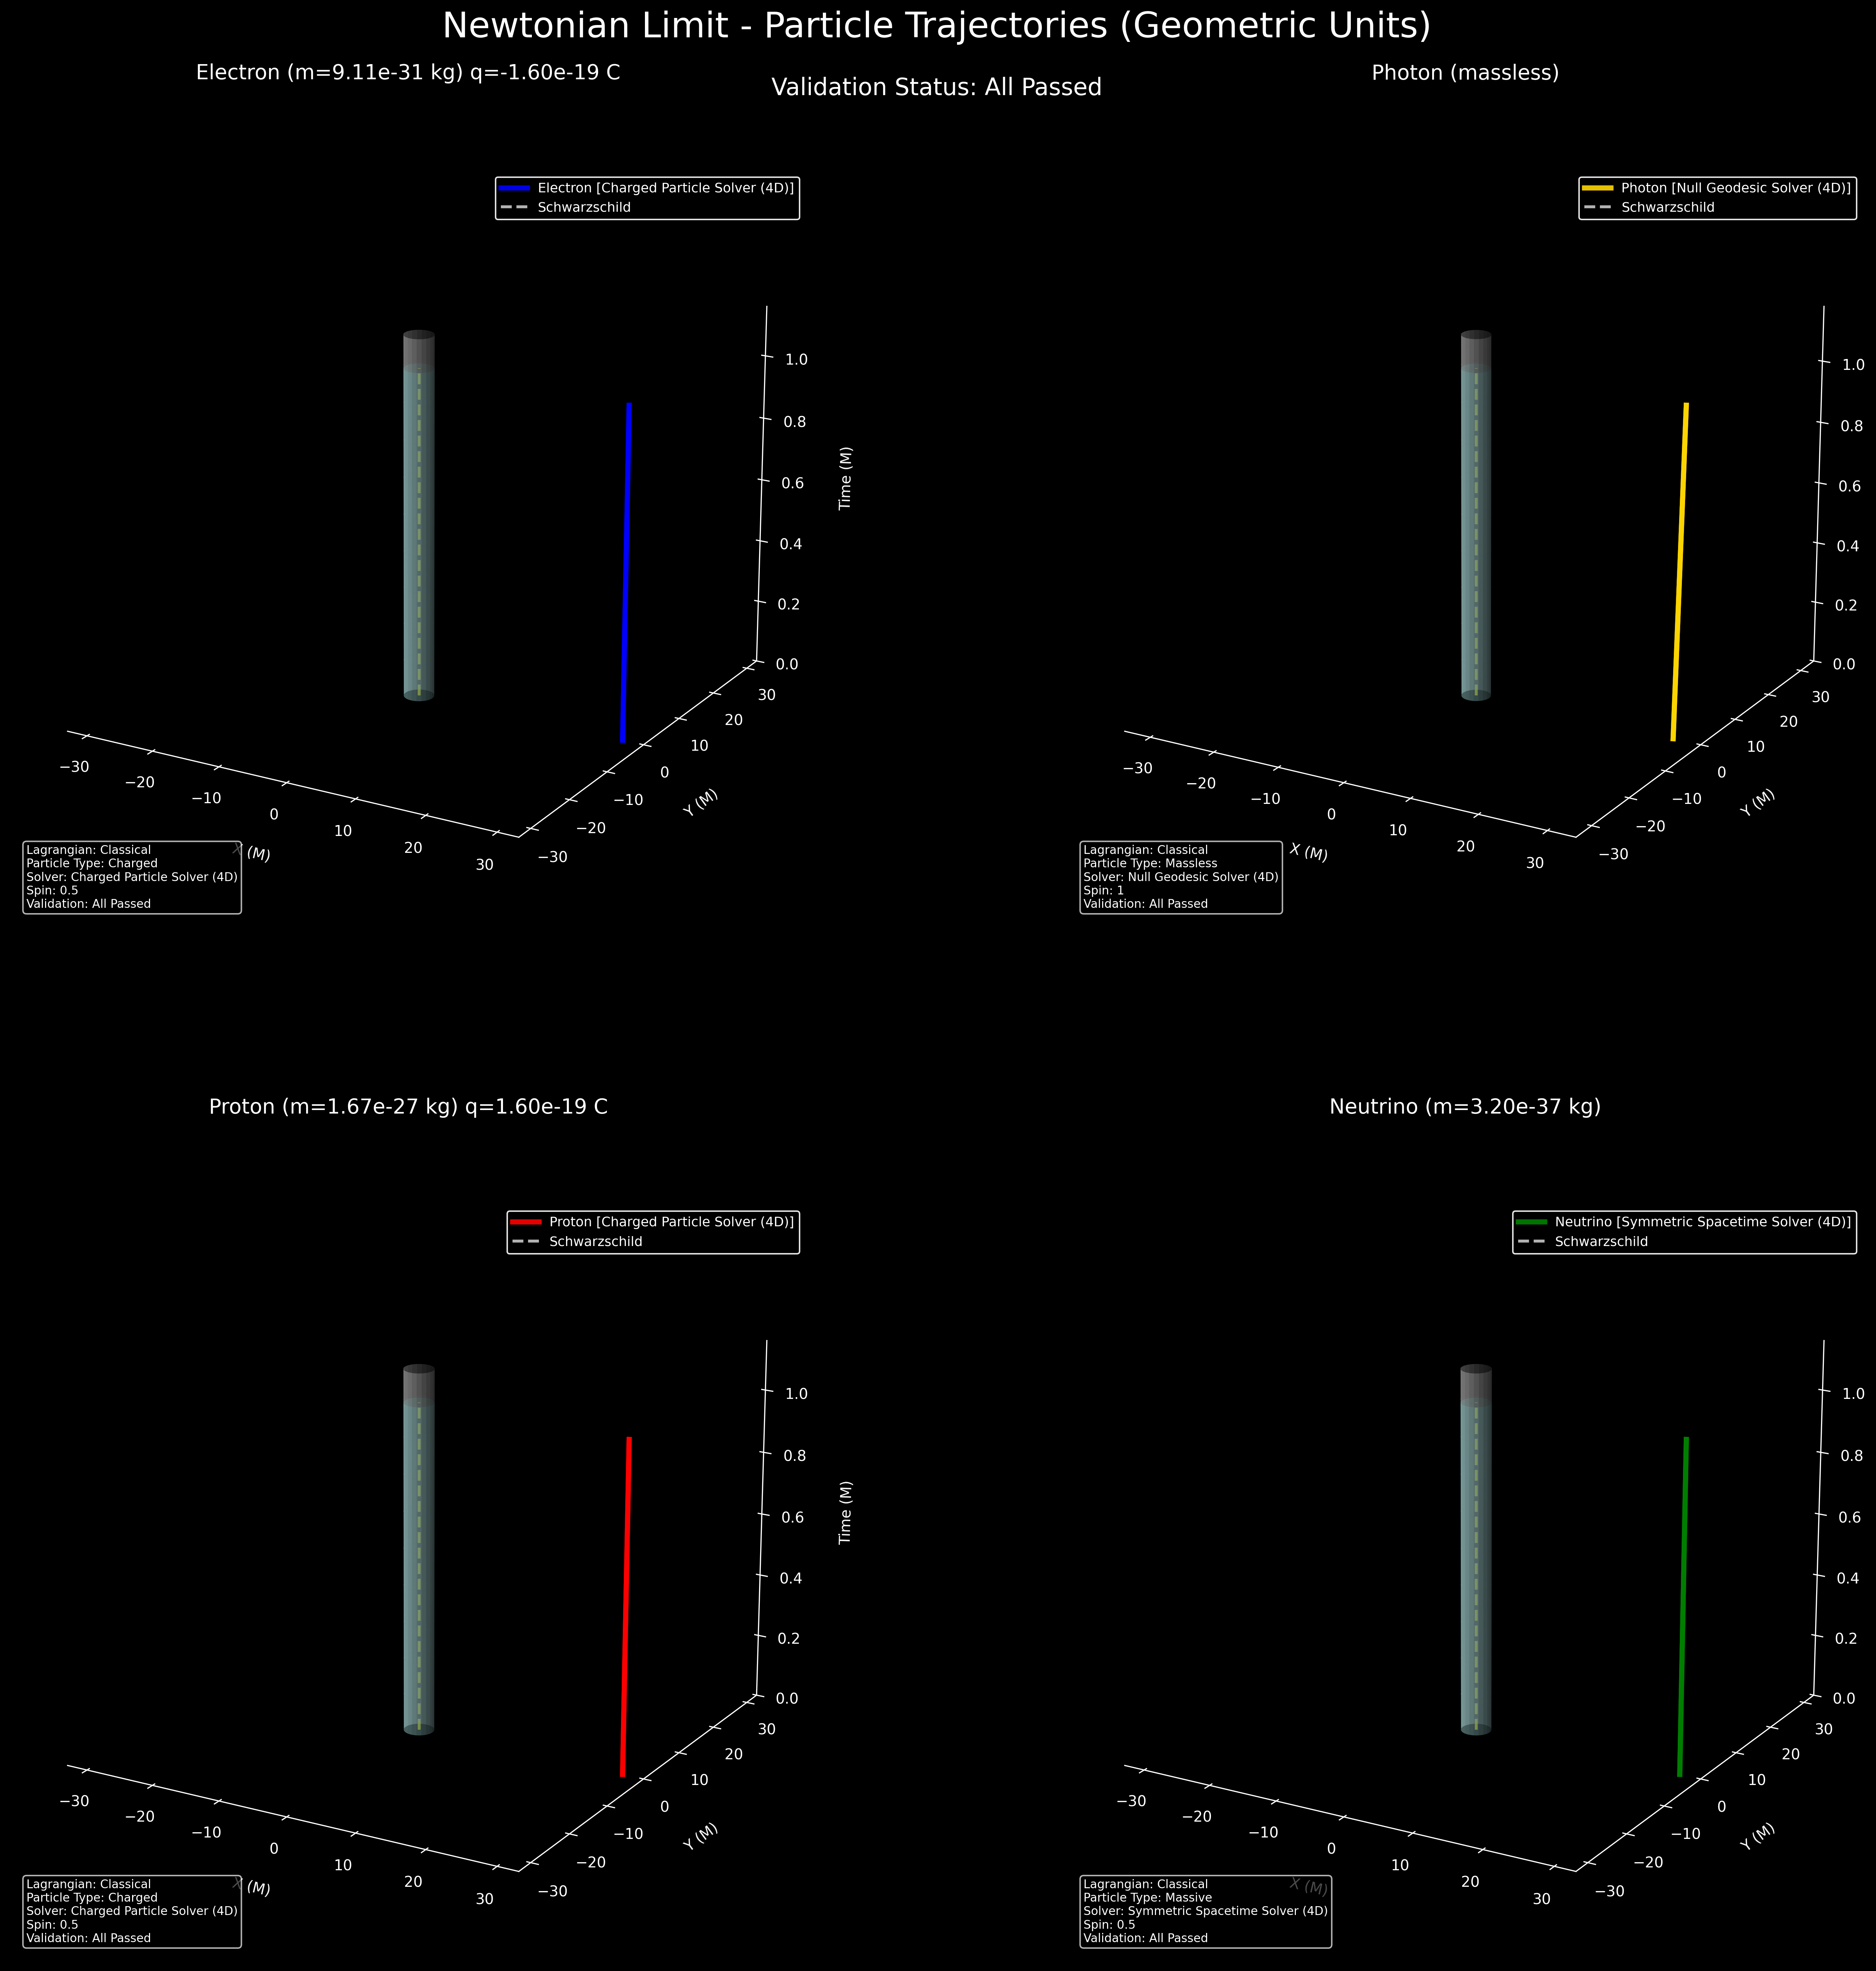 Newtonian Limit - Particle Trajectories (Geometric Units)
Validation Status: All Passed
Electron (m=9.11e-31 kg) q=-1.60e-19 C
Electron [Charged Particle Solver (4D)]
Schwarzschild
1.0
0.8
0.6
0.4
0.2
0.0
Time (M)
30
20
10
0
−10
−20
−30
Y (M)
−30
−20
−10
0
10
20
30
X (M)
Lagrangian: Classical
Particle Type: Charged
Solver: Charged Particle Solver (4D)
Spin: 0.5
Validation: All Passed
Photon (massless)
Photon [Null Geodesic Solver (4D)]
Schwarzschild
1.0
0.8
0.6
0.4
0.2
0.0
30
20
10
0
−10
−20
−30
Y (M)
−30
−20
−10
0
10
20
30
X (M)
Lagrangian: Classical
Particle Type: Massless
Solver: Null Geodesic Solver (4D)
Spin: 1
Validation: All Passed
Proton (m=1.67e-27 kg) q=1.60e-19 C
Proton [Charged Particle Solver (4D)]
Schwarzschild
1.0
0.8
0.6
0.4
0.2
0.0
Time (M)
30
20
10
0
−10
−20
−30
Y (M)
−30
−20
−10
0
10
20
30
X (M)
Lagrangian: Classical
Particle Type: Charged
Solver: Charged Particle Solver (4D)
Spin: 0.5
Validation: All Passed
Neutrino (m=3.20e-37 kg)
Neutrino [Symmetric Spacetime Solver (4D)]
Schwarzschild
1.0
0.8
0.6
0.4
0.2
0.0
30
20
10
0
−10
−20
−30
Y (M)
−30
−20
−10
0
10
20
30
X (M)
Lagrangian: Classical
Particle Type: Massive
Solver: Symmetric Spacetime Solver (4D)
Spin: 0.5
Validation: All Passed